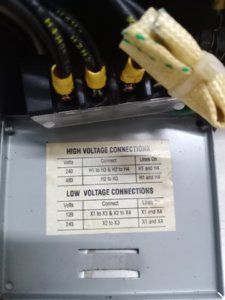 HIGH VOLTAGE CONNECTIONS
Volts Connect Lines On
240 H1 to H3 & H2 to H4 H1 and H4
480 H2 to H3 H1 and H4
LOW VOLTAGE CONNECTIONS
Volts Connect Lines On
120 X1 to X3 & X2 to X4 X1 and X4
240 X2 to X3 X1 and X4